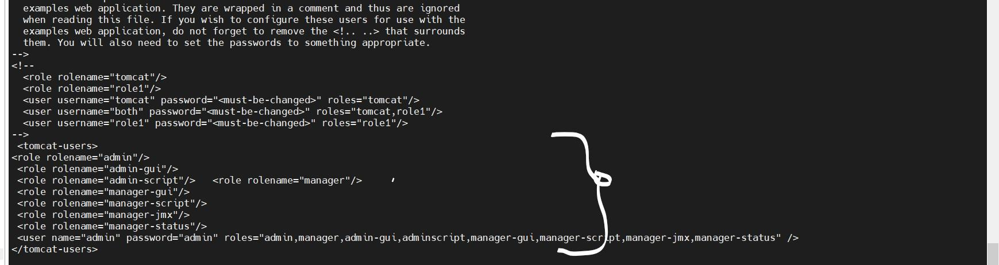 examples web application. They are wrapped in a comment and thus are ignored
when reading this file. If you wish to configure these users for use with the
examples web application, do not forget to remove the <!.. ..> that surrounds
them. You will also need to set the passwords to something appropriate.
-->
<!--
<role rolename="tomcat"/>
<role rolename="role1"/>
<user username="tomcat" password="<must-be-changed>" roles="tomcat"/>
<user username="both" password="<must-be-changed>" roles="tomcat,role1"/>
<user username="role1" password="<must-be-changed>" roles="role1"/>
-->
<tomcat-users>
<role rolename="admin"/>
<role rolename="admin-gui"/>
<role rolename="admin-script"/>   <role rolename="manager"/>
<role rolename="manager-gui"/>
<role rolename="manager-script"/>
<role rolename="manager-jmx"/>
<role rolename="manager-status"/>
<user name="admin" password="admin" roles="admin,manager,admin-gui,adminscript,manager-gui,manager-script,manager-jmx,manager-status" />
</tomcat-users>